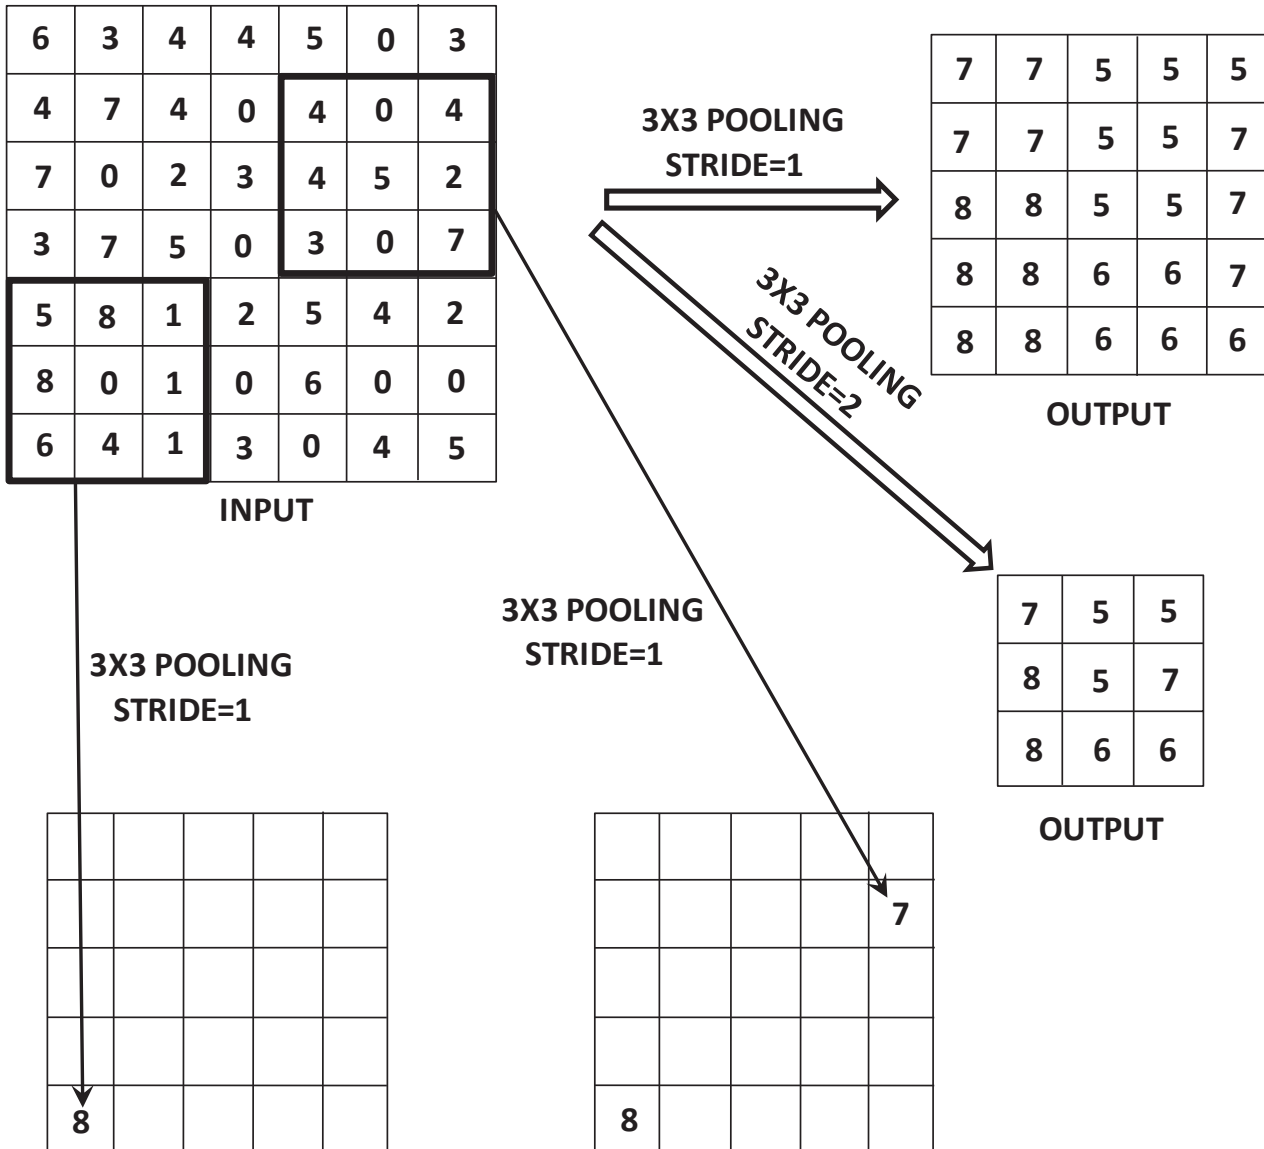 6 3 4 4 5 0 3
4 7 4 0 4 0 4
7 0 2 3 4 5 2
3 7 5 0 3 0 7
5 8 1 2 5 4 2
8 0 1 0 6 0 0
6 4 1 3 0 4 5
INPUT
3X3 POOLING
STRIDE=1
7 7 5 5 5
7 7 5 5 7
8 8 5 5 7
8 8 6 6 7
8 8 6 6 6
OUTPUT
3X3 POOLING
STRIDE=2
7 5 5
8 5 7
8 6 6
OUTPUT
3X3 POOLING
STRIDE=1
8
3X3 POOLING
STRIDE=1
7
8